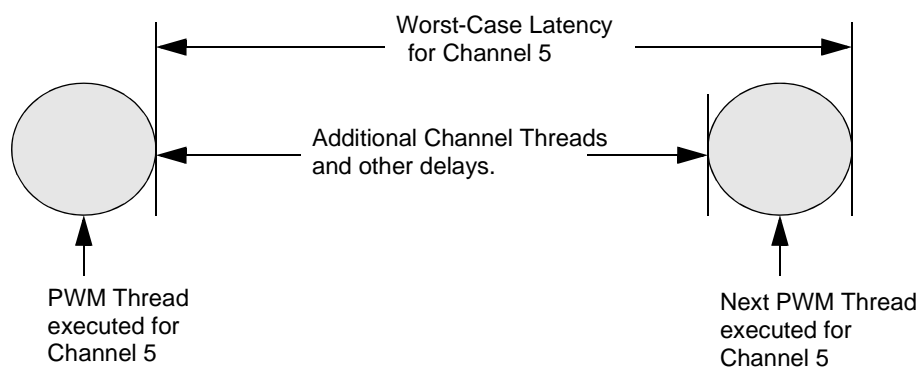 Worst-Case Latency
for Channel 5
Additional Channel Threads
and other delays.
PWM Thread
executed for
Channel 5
Next PWM Thread
executed for
Channel 5